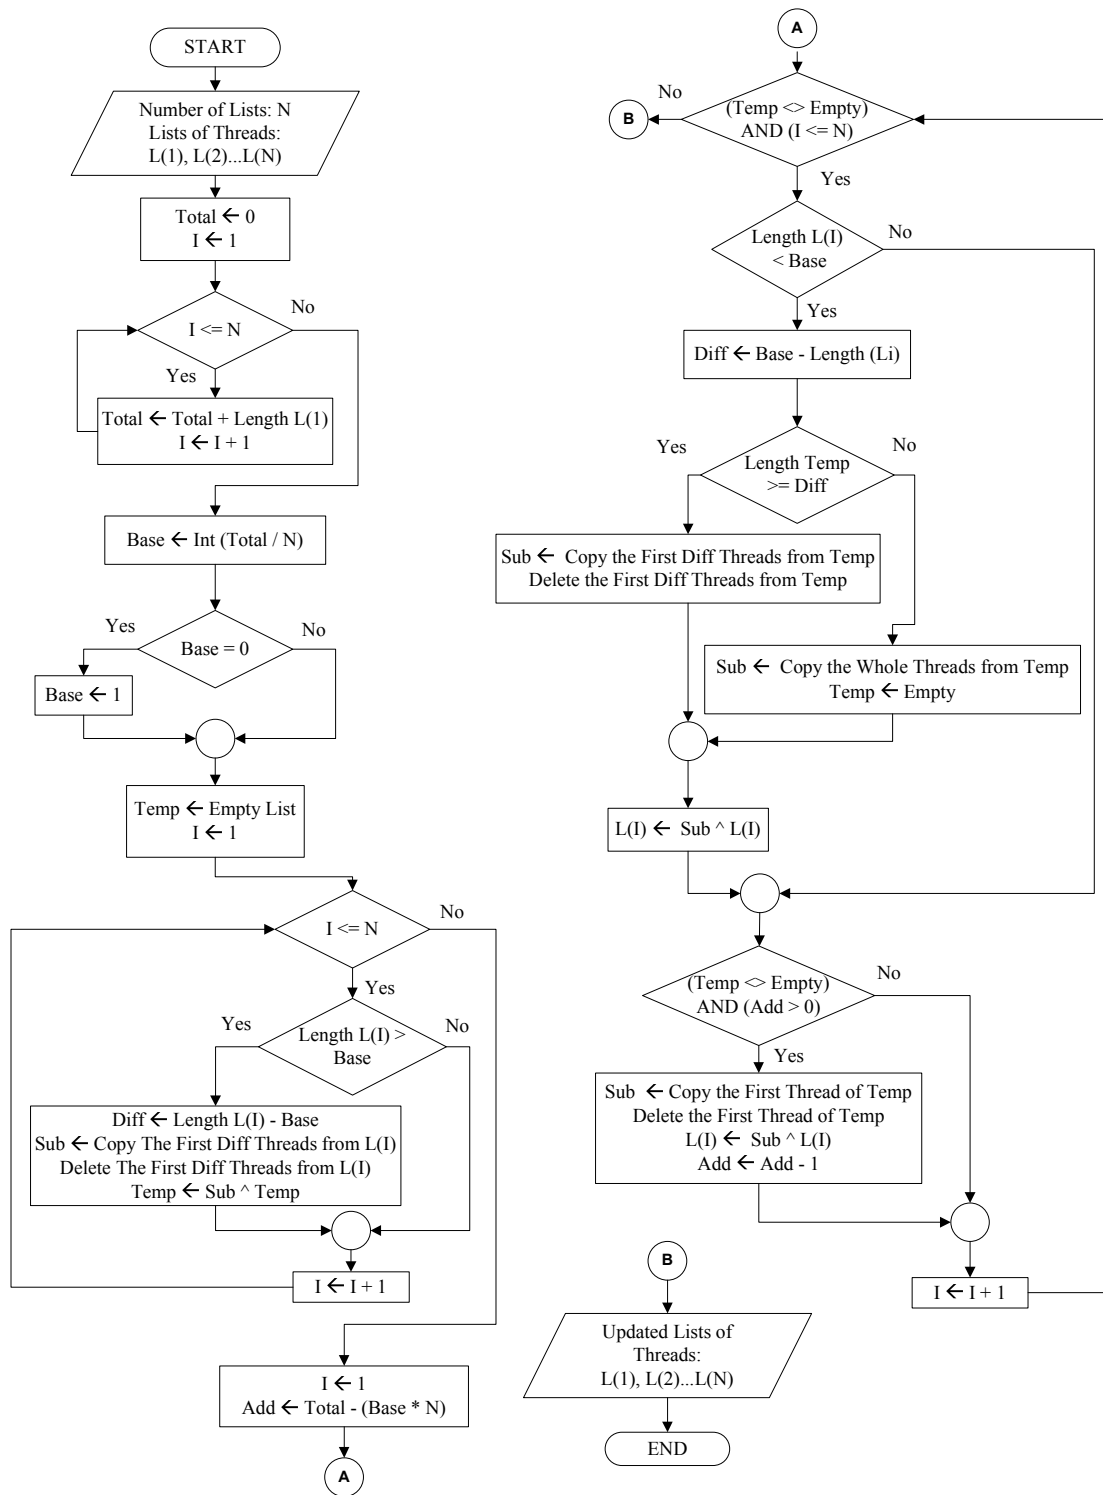 START
Number of Lists: N
Lists of Threads:
L(1), L(2)...L(N)
Total ← 0
I ← 1
I <= N
No
Yes
Total ← Total + Length L(1)
I ← I + 1
Base ← Int (Total / N)
Base = 0
Yes
No
Base ← 1
Temp ← Empty List
I ← 1
I <= N
No
Yes
Length L(I) >
Base
Yes
No
Diff ← Length L(I) - Base
Sub ← Copy The First Diff Threads from L(I)
Delete The First Diff Threads from L(I)
Temp ← Sub ^ Temp
I ← I + 1
I ← 1
Add ← Total - (Base * N)
A
A
(Temp <> Empty)
AND (I <= N)
No
B
Yes
Length L(I)
< Base
No
Yes
Diff ← Base - Length (Li)
Length Temp
>= Diff
Yes
No
Sub ← Copy the First Diff Threads from Temp
Delete the First Diff Threads from Temp
Sub ← Copy the Whole Threads from Temp
Temp ← Empty
L(I) ← Sub ^ L(I)
(Temp <> Empty)
AND (Add > 0)
No
Yes
Sub ← Copy the First Thread of Temp
Delete the First Thread of Temp
L(I) ← Sub ^ L(I)
Add ← Add - 1
I ← I + 1
B
Updated Lists of
Threads:
L(1), L(2)...L(N)
END